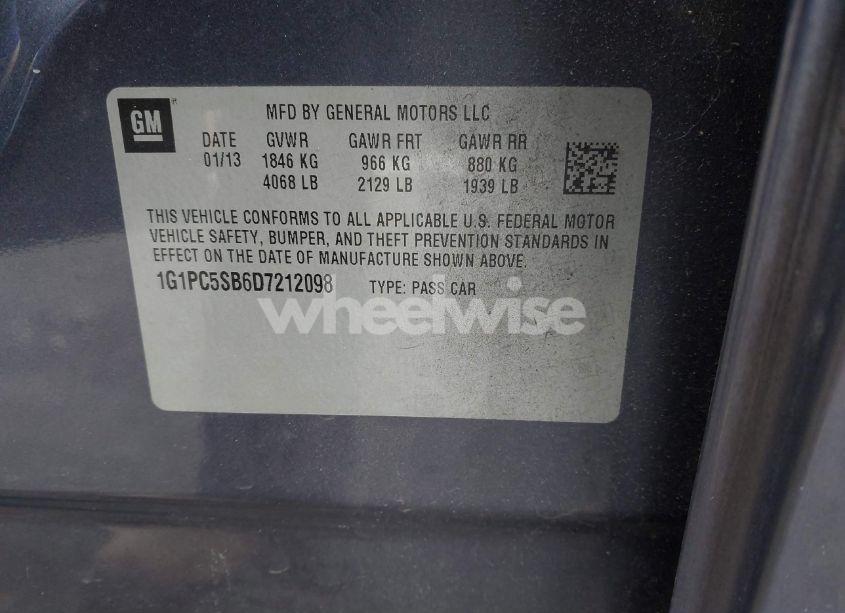 GM
MFD BY GENERAL MOTORS LLC
DATE GVWR GAWR FRT GAWR RR
01/13 1846 KG 966 KG 880 KG
4068 LB 2129 LB 1939 LB
THIS VEHICLE CONFORMS TO ALL APPLICABLE U.S. FEDERAL MOTOR
VEHICLE SAFETY, BUMPER, AND THEFT PREVENTION STANDARDS IN
EFFECT ON THE DATE OF MANUFACTURE SHOWN ABOVE.
1G1PC5SB6D7212098 TYPE: PASS CAR
wheelwise